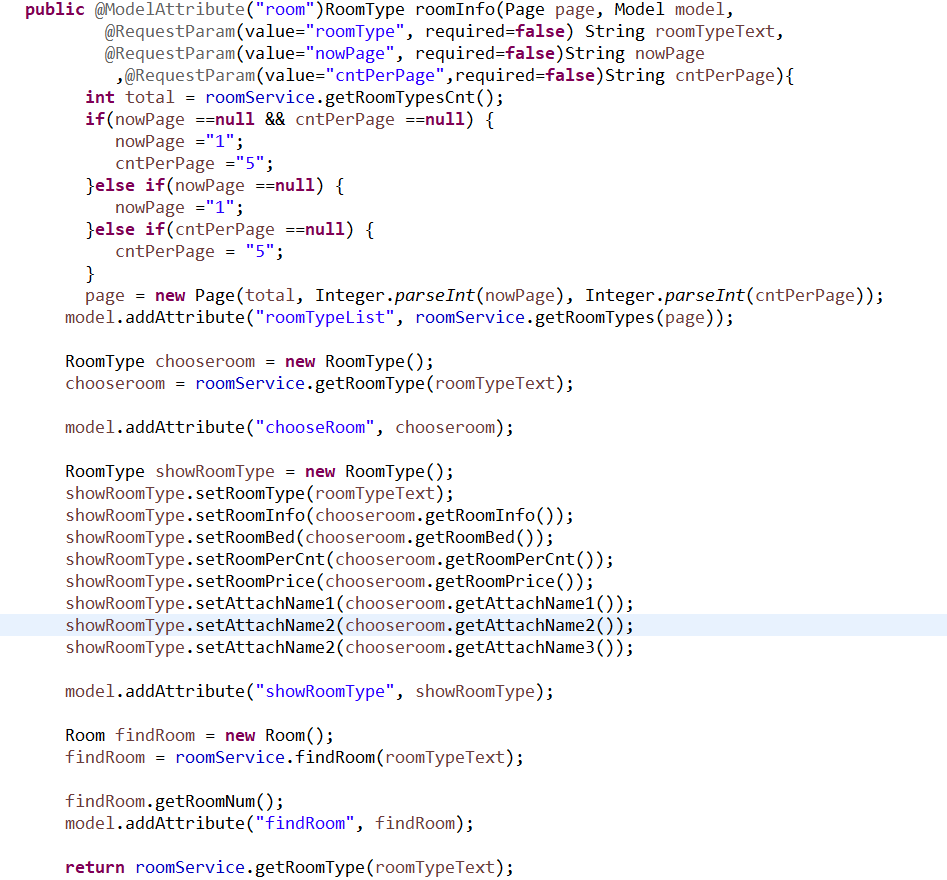 public @ModelAttribute("room")RoomType roomInfo(Page page, Model model,
@RequestParam(value="roomType", required=false) String roomTypeText,
@RequestParam(value="nowPage", required=false)String nowPage
,@RequestParam(value="cntPerPage",required=false)String cntPerPage){
int total = roomService.getRoomTypesCnt();
if(nowPage ==null && cntPerPage ==null) {
nowPage ="1";
cntPerPage ="5";
}else if(nowPage ==null) {
nowPage ="1";
}else if(cntPerPage ==null) {
cntPerPage = "5";
}
page = new Page(total, Integer.parseInt(nowPage), Integer.parseInt(cntPerPage));
model.addAttribute("roomTypeList", roomService.getRoomTypes(page));
RoomType chooseroom = new RoomType();
chooseroom = roomService.getRoomType(roomTypeText);
model.addAttribute("chooseRoom", chooseroom);
RoomType showRoomType = new RoomType();
showRoomType.setRoomType(roomTypeText);
showRoomType.setRoomInfo(chooseroom.getRoomInfo());
showRoomType.setRoomBed(chooseroom.getRoomBed());
showRoomType.setRoomPerCnt(chooseroom.getRoomPerCnt());
showRoomType.setRoomPrice(chooseroom.getRoomPrice());
showRoomType.setAttachName1(chooseroom.getAttachName1());
showRoomType.setAttachName2(chooseroom.getAttachName2());
showRoomType.setAttachName2(chooseroom.getAttachName3());
model.addAttribute("showRoomType", showRoomType);
Room findRoom = new Room();
findRoom = roomService.findRoom(roomTypeText);
findRoom.getRoomNum();
model.addAttribute("findRoom", findRoom);
return roomService.getRoomType(roomTypeText);